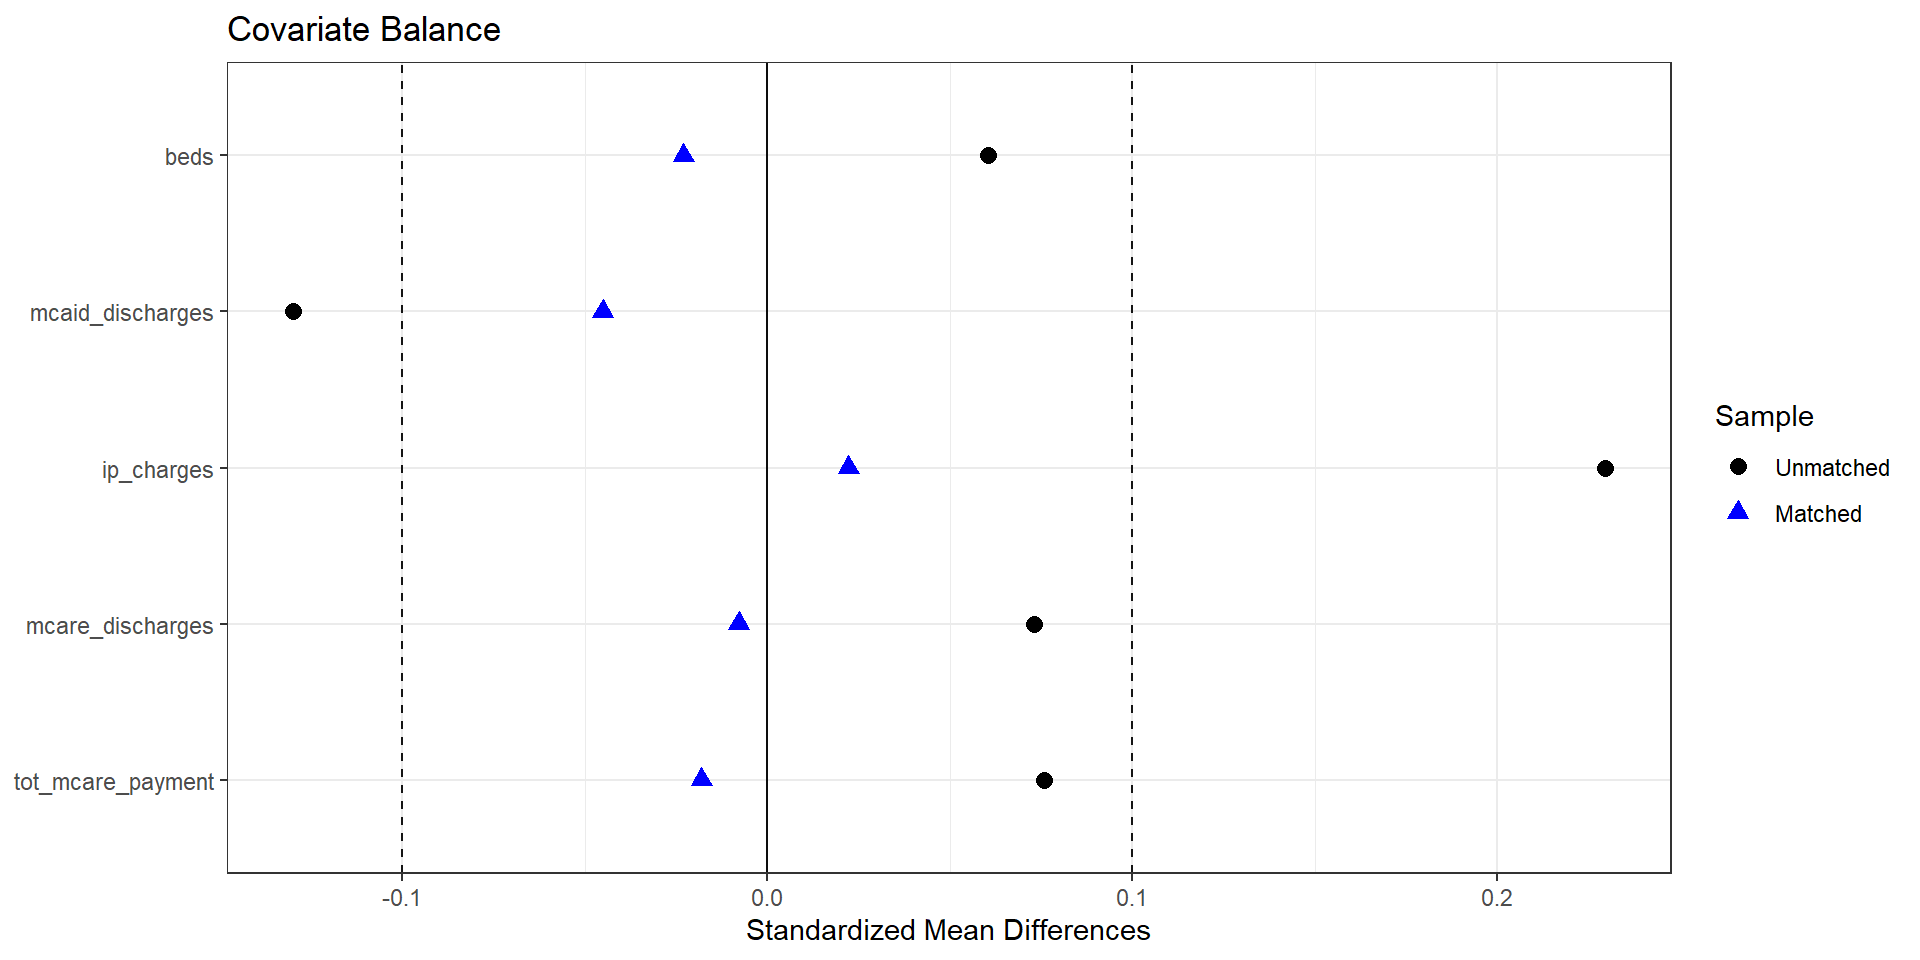 Covariate Balance
beds
mcaid_discharges
ip_charges
mcare_discharges
tot_mcare_payment
-0.1
0.0
0.1
0.2
Standardized Mean Differences
Sample
Unmatched
Matched